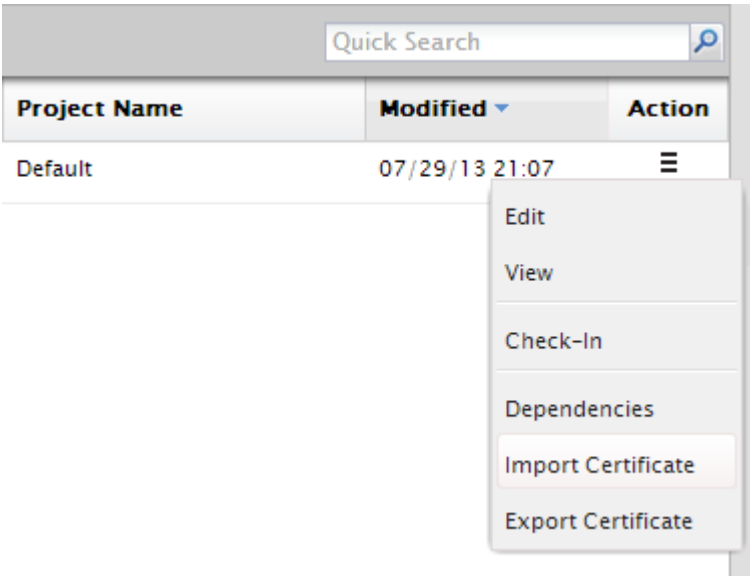 Quick Search
Project Name Modified Action
Default 07/29/13 21:07
Edit
View
Check-In
Dependencies
Import Certificate
Export Certificate